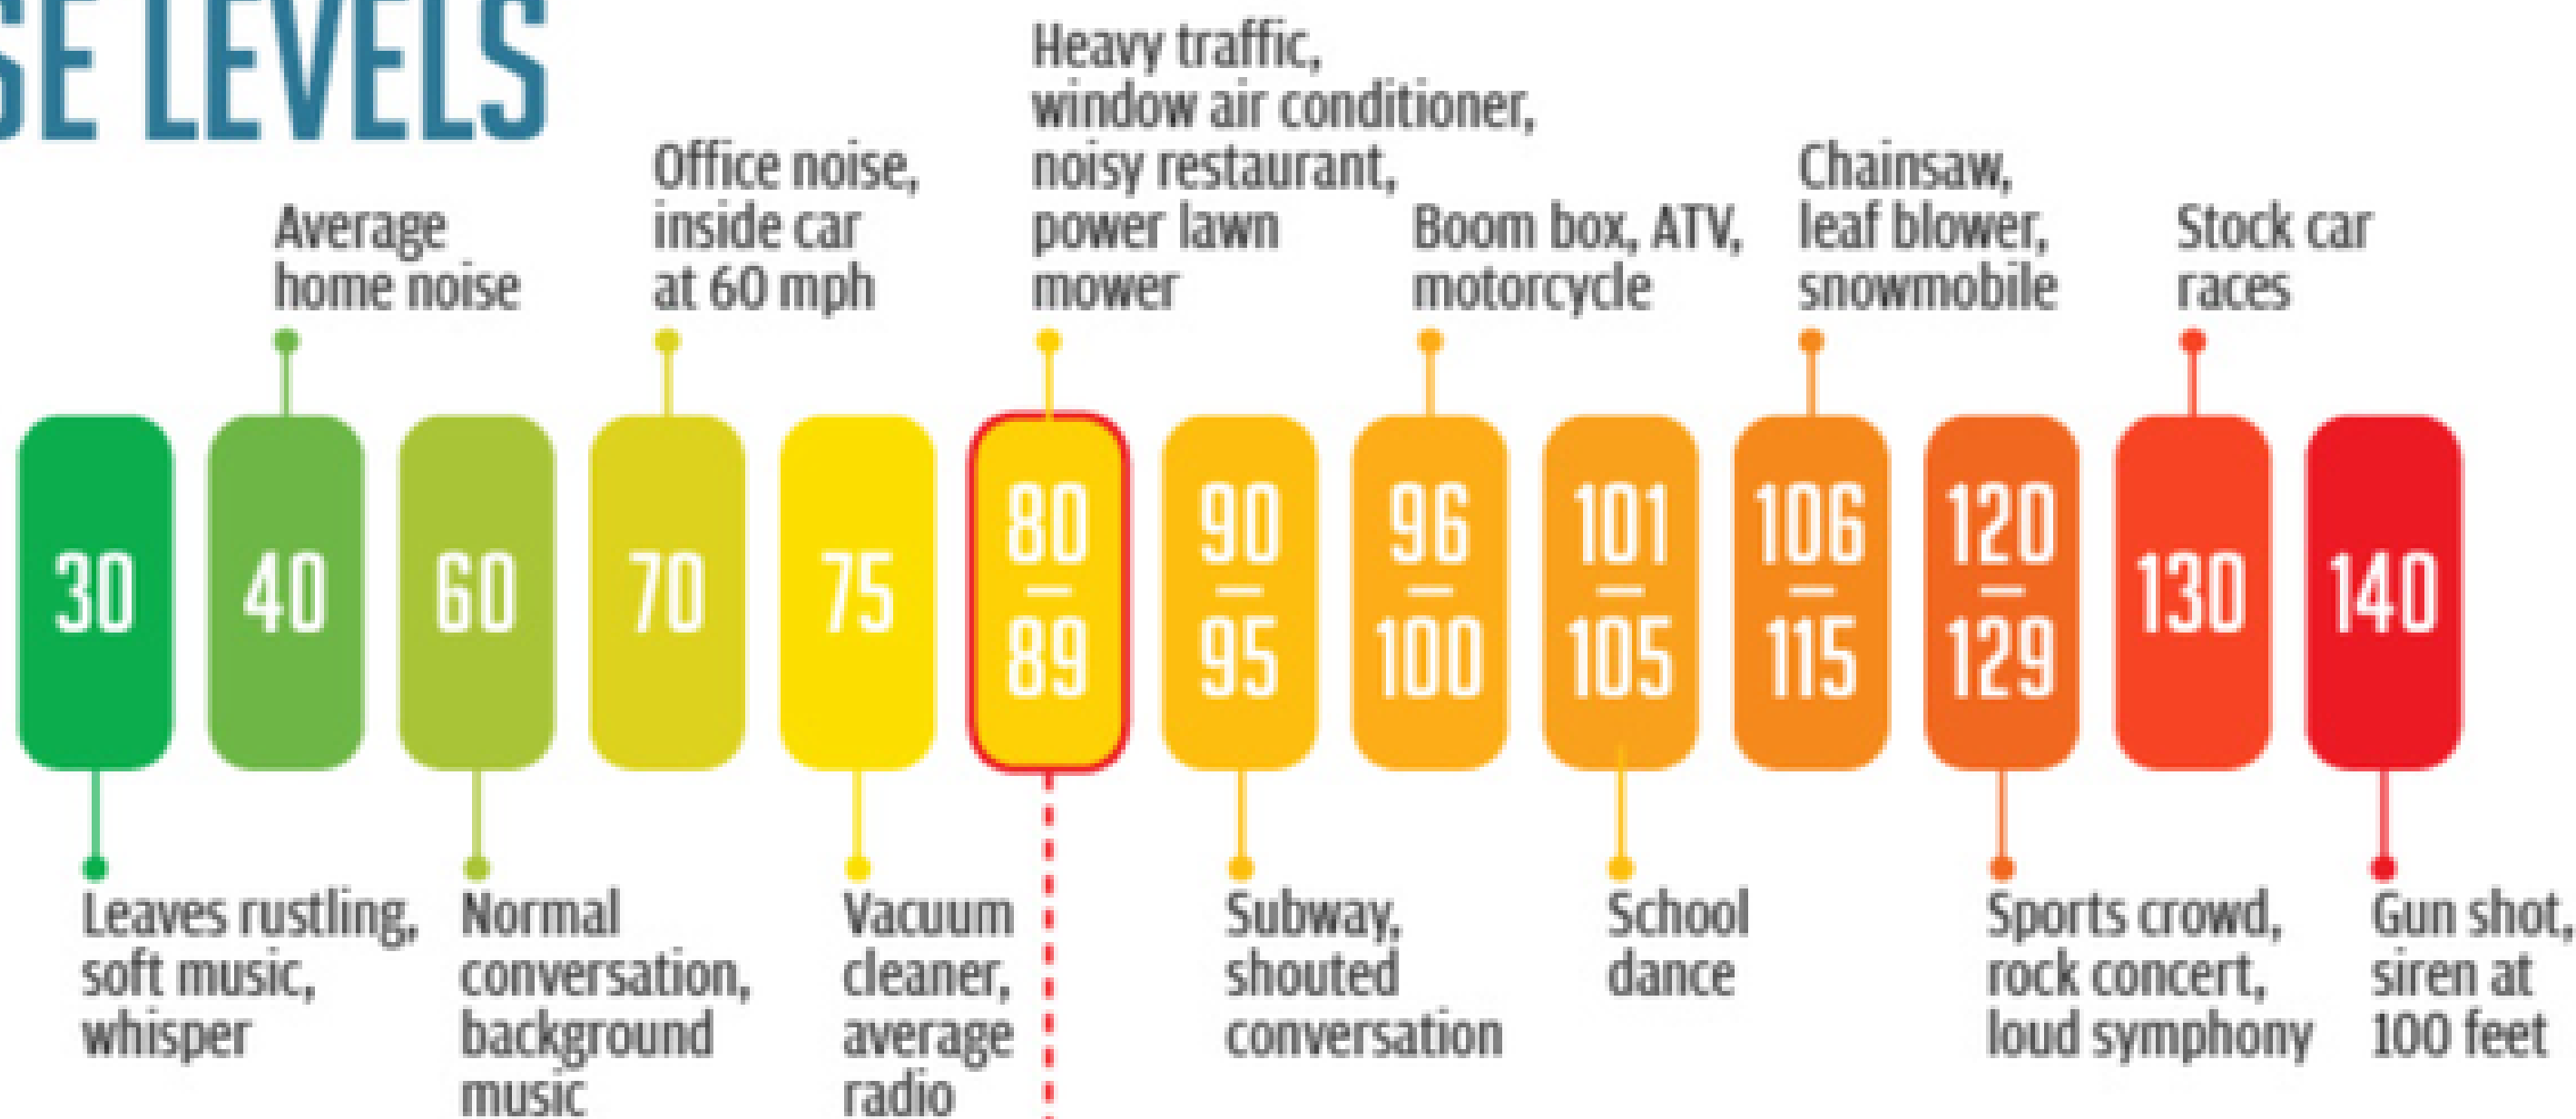 SE LEVELS
Average
home noise
Office noise,
inside car
at 60 mph
Heavy traffic,
window air conditioner,
noisy restaurant,
power lawn
mower
Boom box, ATV,
motorcycle
Chainsaw,
leaf blower,
snowmobile
Stock car
races
30
40
60
70
75
80
–
89
90
–
95
96
–
100
101
–
105
106
–
115
120
–
129
130
140
Leaves rustling,
soft music,
whisper
Normal
conversation,
background
music
Vacuum
cleaner,
average
radio
Subway,
shouted
conversation
School
dance
Sports crowd,
rock concert,
loud symphony
Gun shot,
siren at
100 feet